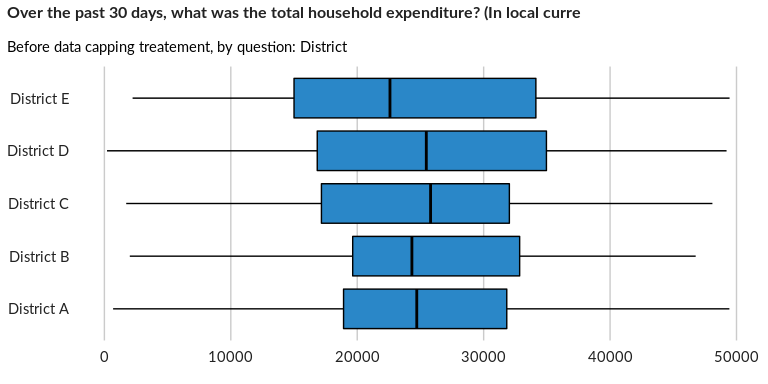 Over the past 30 days, what was the total household expenditure? (In local curre
Before data capping treatement, by question: District
District E
District D
District C
District B
District A
0 10000 20000 30000 40000 50000